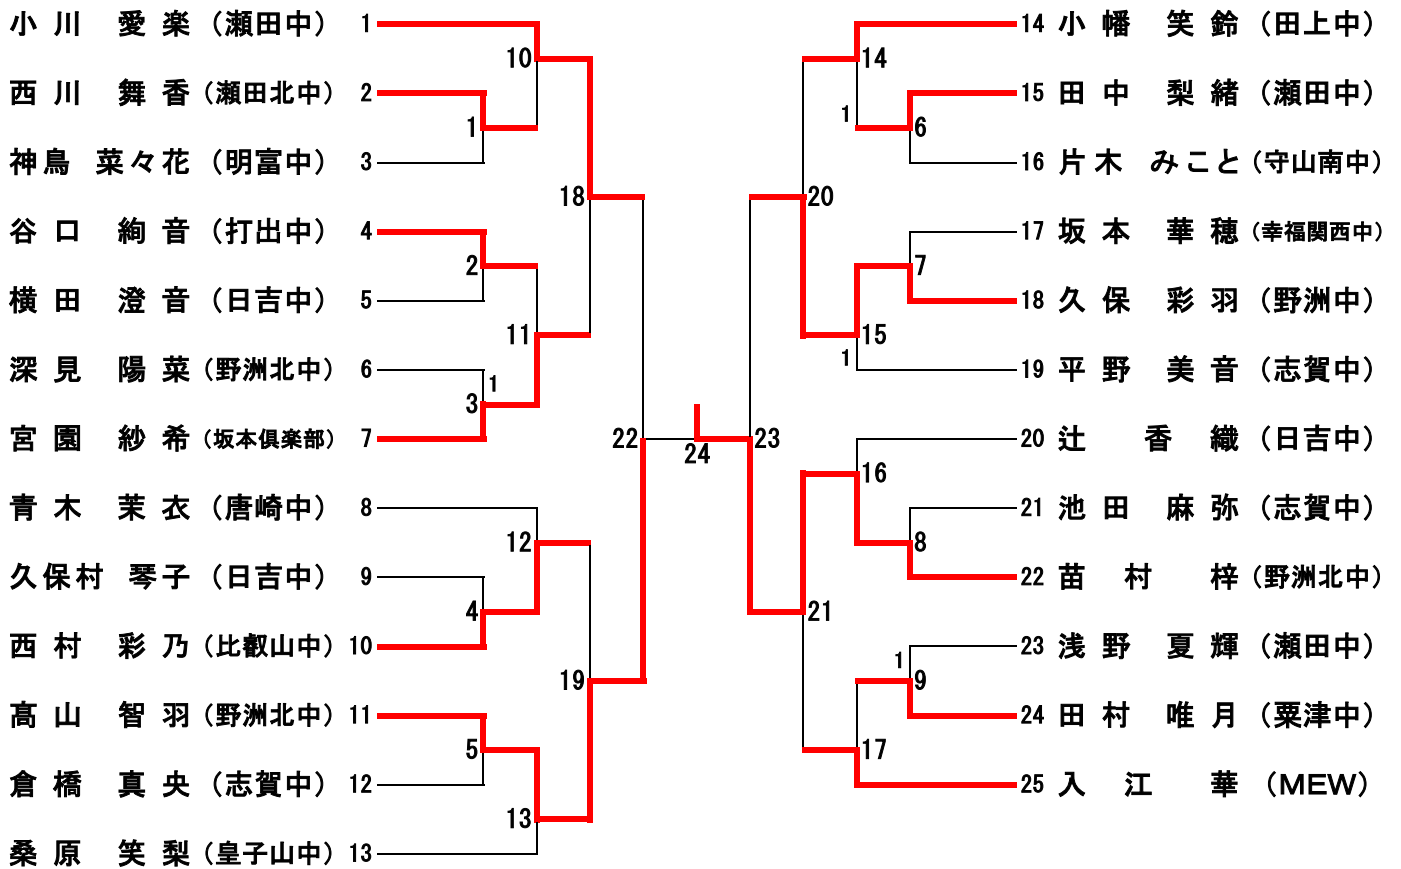 小川 愛楽 (瀬田中) 1
西川 舞香 (瀬田北中) 2
神鳥 菜々花 (明富中) 3
谷口 絢音 (打出中) 4
横田 澄音 (日吉中) 5
深見 陽菜 (野洲北中) 6
宮園 紗希 (坂本倶楽部) 7
青木 茉衣 (唐崎中) 8
久保村 琴子 (日吉中) 9
西村 彩乃 (比叡山中) 10
髙山 智羽 (野洲北中) 11
倉橋 真央 (志賀中) 12
桑原 笑梨 (皇子山中) 13
10
1
18
2
11
1
3
22
12
4
19
5
13
24
14
1
6
20
7
15
1
23
16
8
21
1
9
17
14 小幡 笑鈴 (田上中)
15 田中 梨緒 (瀬田中)
16 片木 みこと (守山南中)
17 坂本 華穂 (幸福関西中)
18 久保 彩羽 (野洲中)
19 平野 美音 (志賀中)
20 辻 香織 (日吉中)
21 池田 麻弥 (志賀中)
22 苗村 梓 (野洲北中)
23 浅野 夏輝 (瀬田中)
24 田村 唯月 (粟津中)
25 入江 華 (MEW)